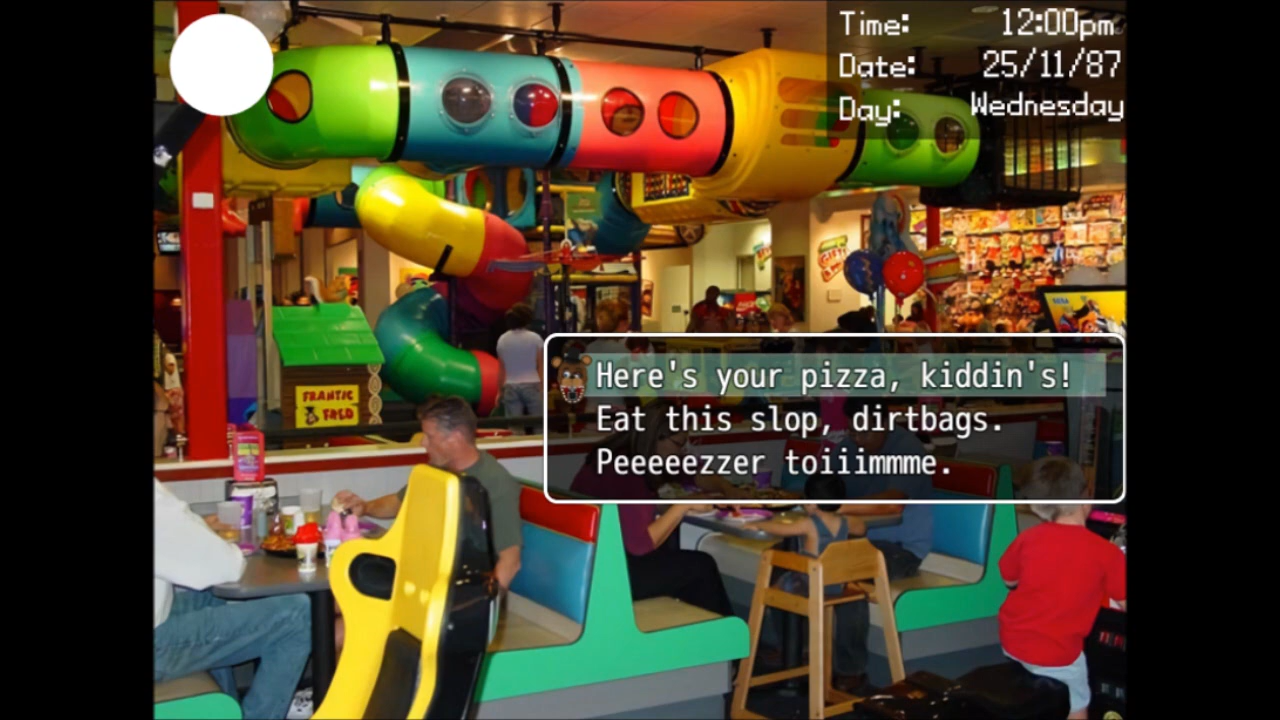 Time: 12:00pm
Date: 25/11/87
Day: Wednesday
Here's your pizza, kiddin's!
Eat this slop, dirtbags.
Peeeeezzer toiiimmme.
FRANTIC
FRED
SEGA